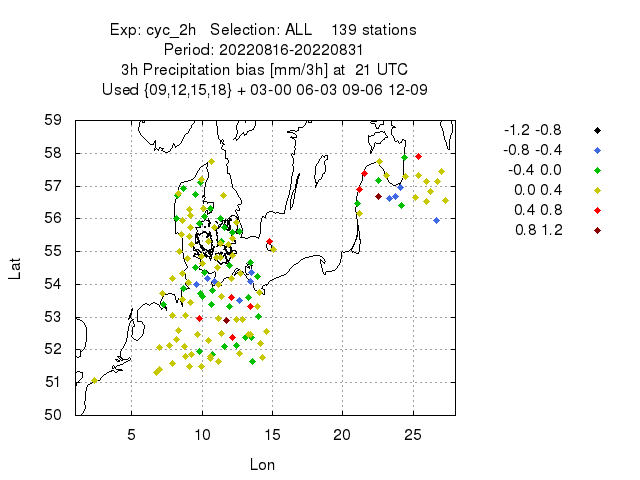 Exp: cyc_2h   Selection: ALL    139 stations
Period: 20220816-20220831
3h Precipitation bias [mm/3h] at  21 UTC
Used {09,12,15,18} + 03-00 06-03 09-06 12-09
59
58
57
56
55
54
53
52
51
50
Lat
5 10 15 20 25
Lon
-1.2 -0.8
-0.8 -0.4
-0.4 0.0
0.0 0.4
0.4 0.8
0.8 1.2